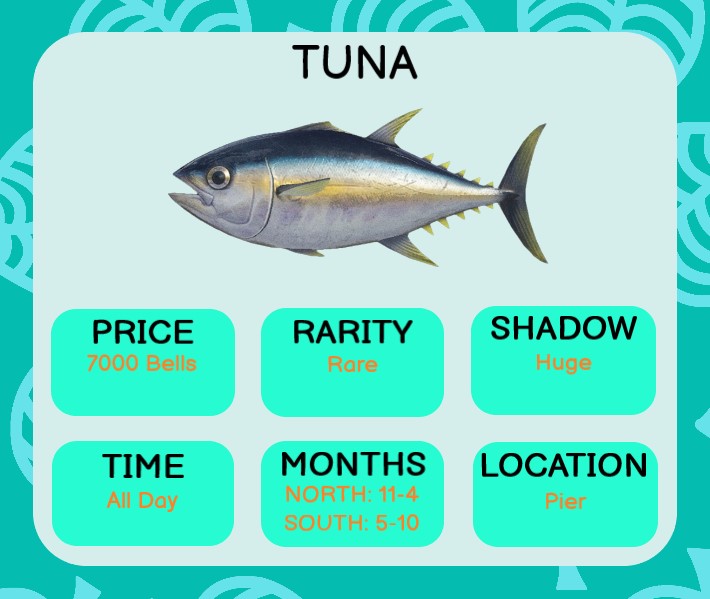 TUNA
PRICE
7000 Bells
RARITY
Rare
SHADOW
Huge
TIME
All Day
MONTHS
NORTH: 11-4
SOUTH: 5-10
LOCATION
Pier